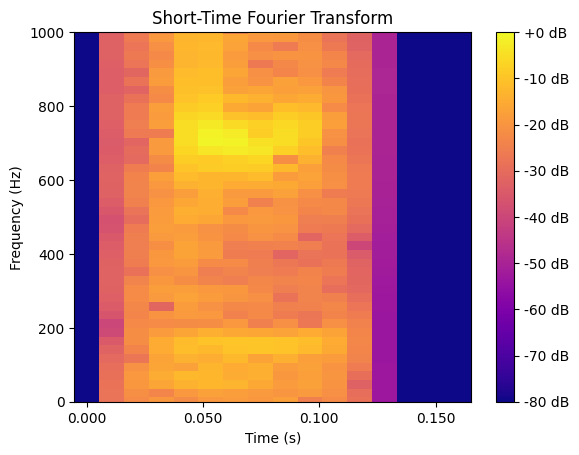 Short-Time Fourier Transform
Frequency (Hz)
1000
800
600
400
200
0
0.000
0.050
0.100
0.150
Time (s)
+0 dB
-10 dB
-20 dB
-30 dB
-40 dB
-50 dB
-60 dB
-70 dB
-80 dB